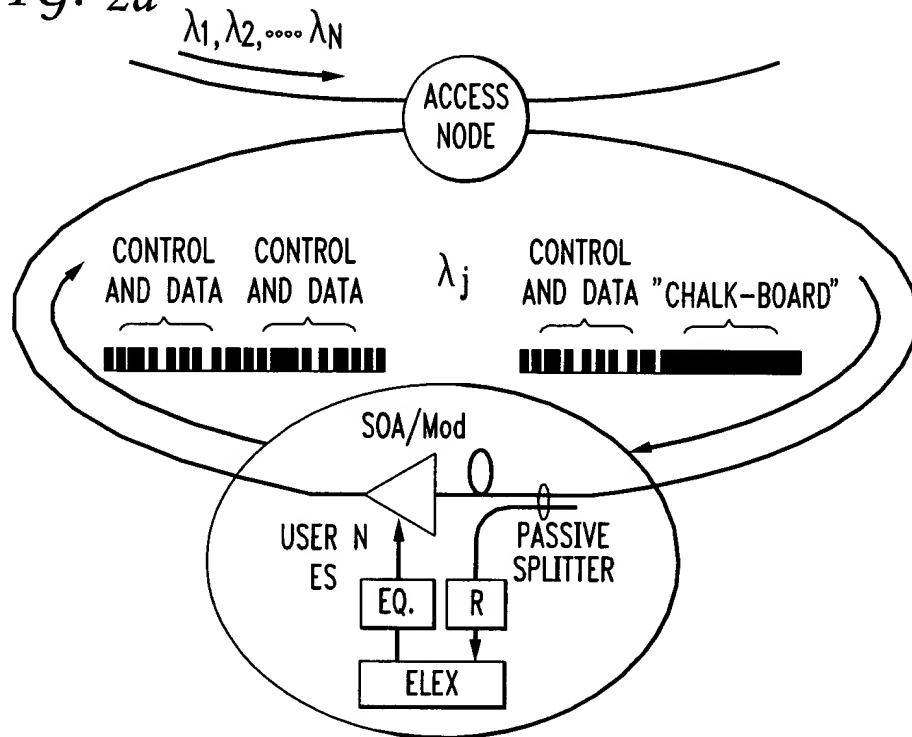 λ1, λ2, ∘∘∘∘ λN
ACCESS
NODE
CONTROL
AND DATA
CONTROL
AND DATA
λj
CONTROL
AND DATA
"CHALK-BOARD"
SOA/Mod
USER N
ES
PASSIVE
SPLITTER
EQ.
R
ELEX